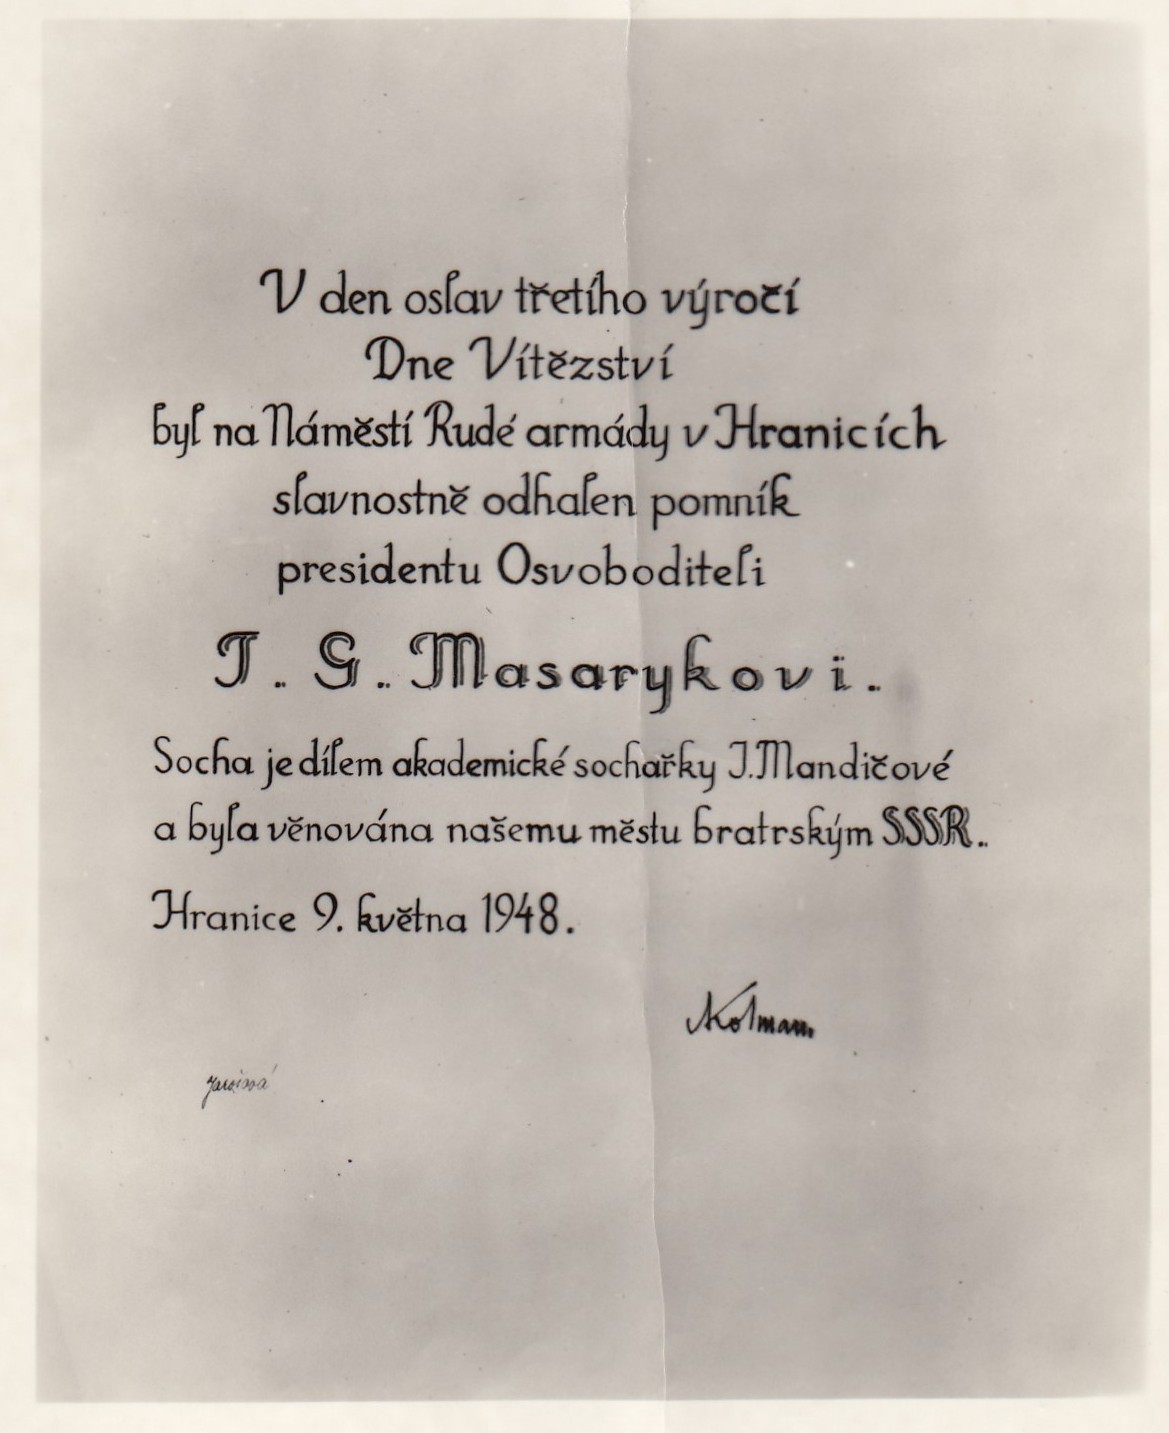 V den oslav třetího výročí
Dne Vítězství
byl na Náměstí Rudé armády v Hranicích
slavnostně odhalen pomník
presidentu Osvoboditeli
T. G. Masarykovi.
Socha je dílem akademické sochařky J. Mandičové
a byla věnována našemu městu bratrským SSSR.
Hranice 9. května 1948.